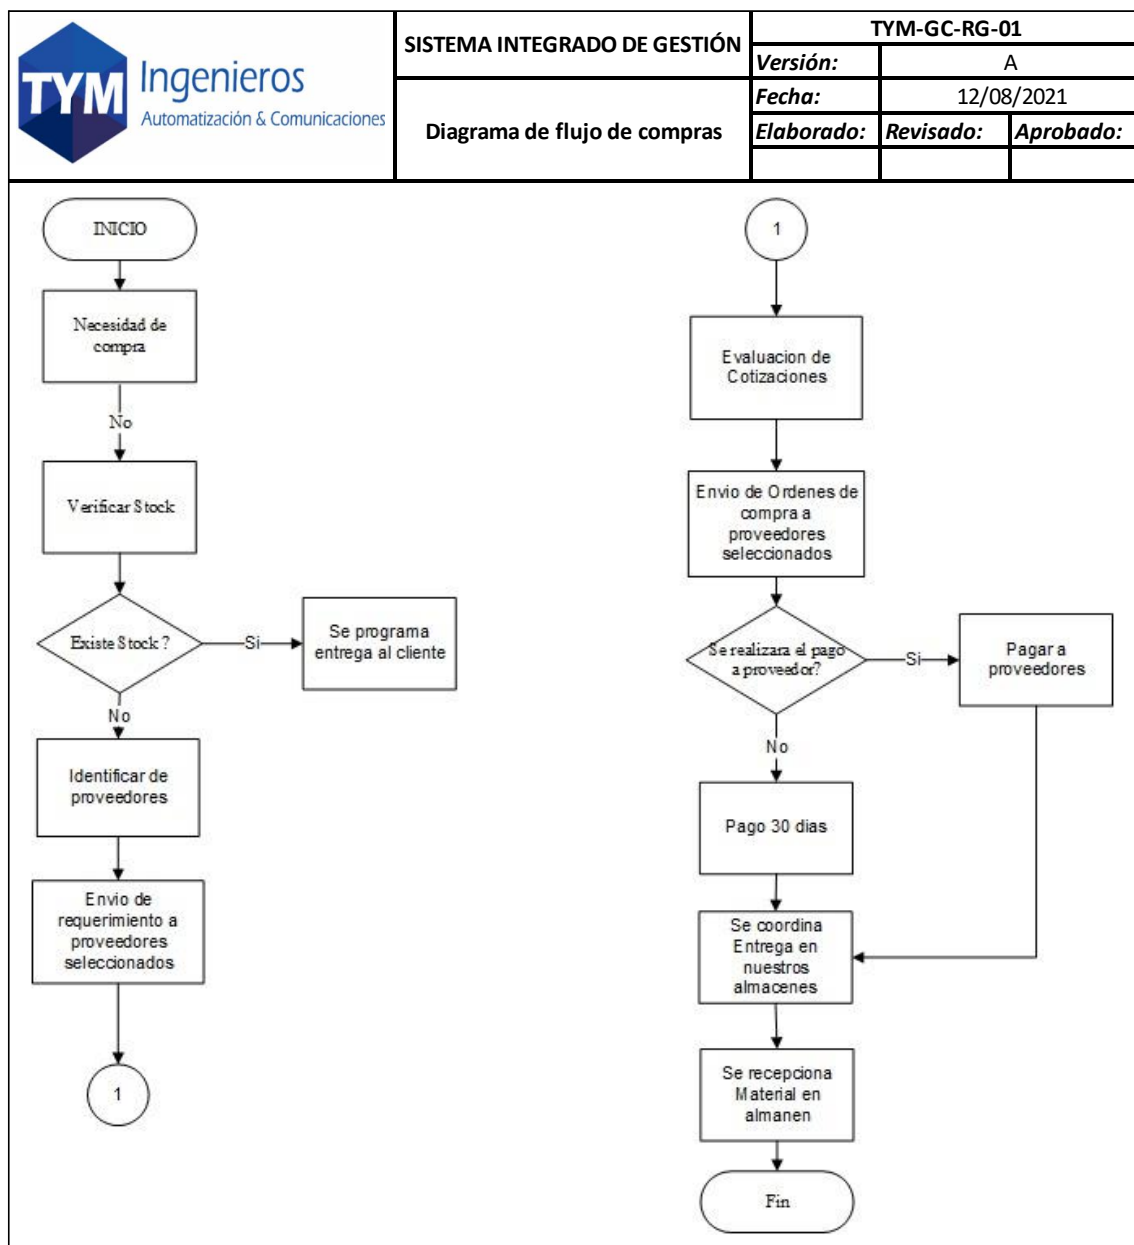 TYM
Ingenieros
Automatización & Comunicaciones
SISTEMA INTEGRADO DE GESTIÓN
Diagrama de flujo de compras
TYM-GC-RG-01
Versión: A
Fecha: 12/08/2021
Elaborado: Revisado: Aprobado:
INICIO
Necesidad de
compra
No
Verificar Stock
Existe Stock ?
Si
Se programa
entrega al cliente
No
Identificar de
proveedores
Envio de
requerimiento a
proveedores
seleccionados
1
1
Evaluacion de
Cotizaciones
Envio de Ordenes de
compra a
proveedores
seleccionados
Se realizara el pago
a proveedor?
Si
Pagar a
proveedores
No
Pago 30 dias
Se coordina
Entrega en
nuestros
almacenes
Se recepciona
Material en
almanen
Fin